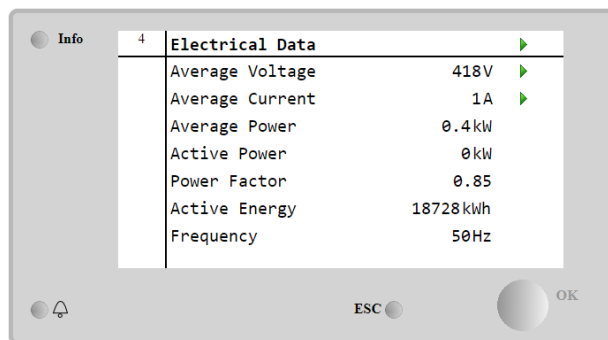 Info
4 Electrical Data
Average Voltage 418V
Average Current 1A
Average Power 0.4kW
Active Power 0kW
Power Factor 0.85
Active Energy 18728kWh
Frequency 50Hz
ESC
OK